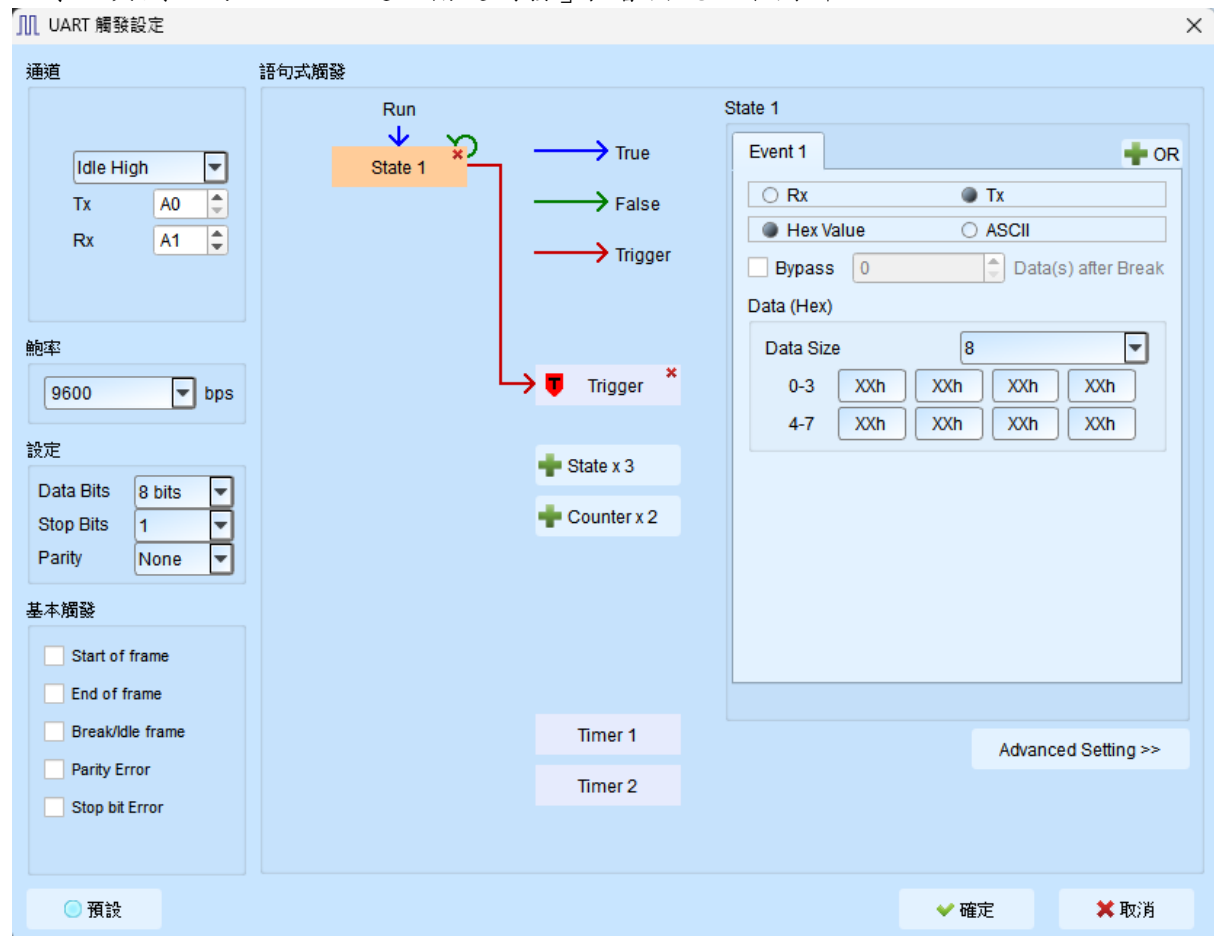 UART 觸發設定
通道
Idle High
Tx A0
Rx A1
鮑率
9600 bps
設定
Data Bits 8 bits
Stop Bits 1
Parity None
基本觸發
Start of frame
End of frame
Break/Idle frame
Parity Error
Stop bit Error
語句式觸發
Run
State 1
True
False
Trigger
T Trigger
State x 3
Counter x 2
Timer 1
Timer 2
State 1
Event 1 OR
Rx Tx
Hex Value ASCII
Bypass 0 Data(s) after Break
Data (Hex)
Data Size 8
0-3 XXh XXh XXh XXh
4-7 XXh XXh XXh XXh
Advanced Setting >>
預設 確定 取消